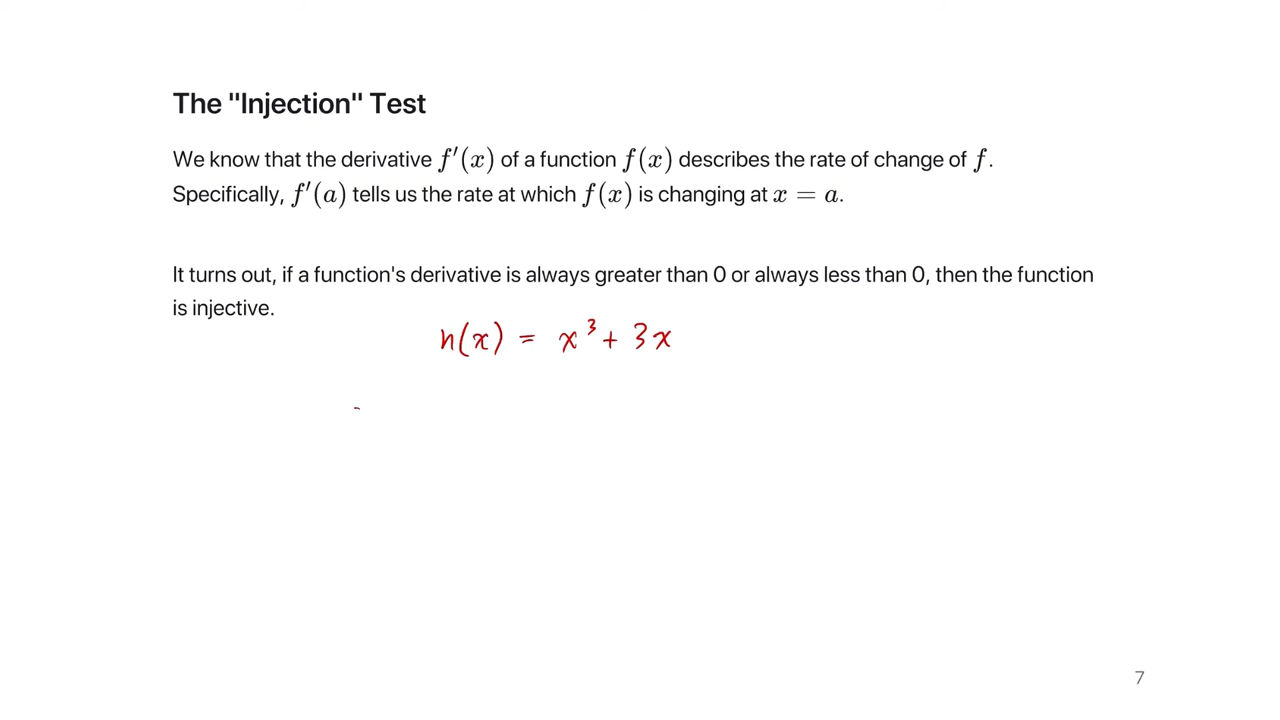 The "Injection" Test
We know that the derivative f′(x) of a function f(x) describes the rate of change of f.
Specifically, f′(a) tells us the rate at which f(x) is changing at x = a.
It turns out, if a function's derivative is always greater than 0 or always less than 0, then the function
is injective.
n(x) = x³ + 3x
7